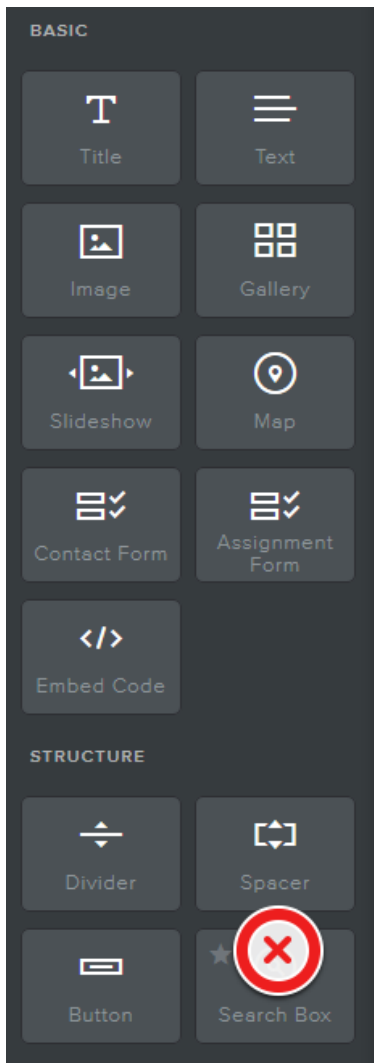 BASIC
Title
Text
Image
Gallery
Slideshow
Map
Contact Form
Assignment
Form
Embed Code
STRUCTURE
Divider
Spacer
Button
Search Box